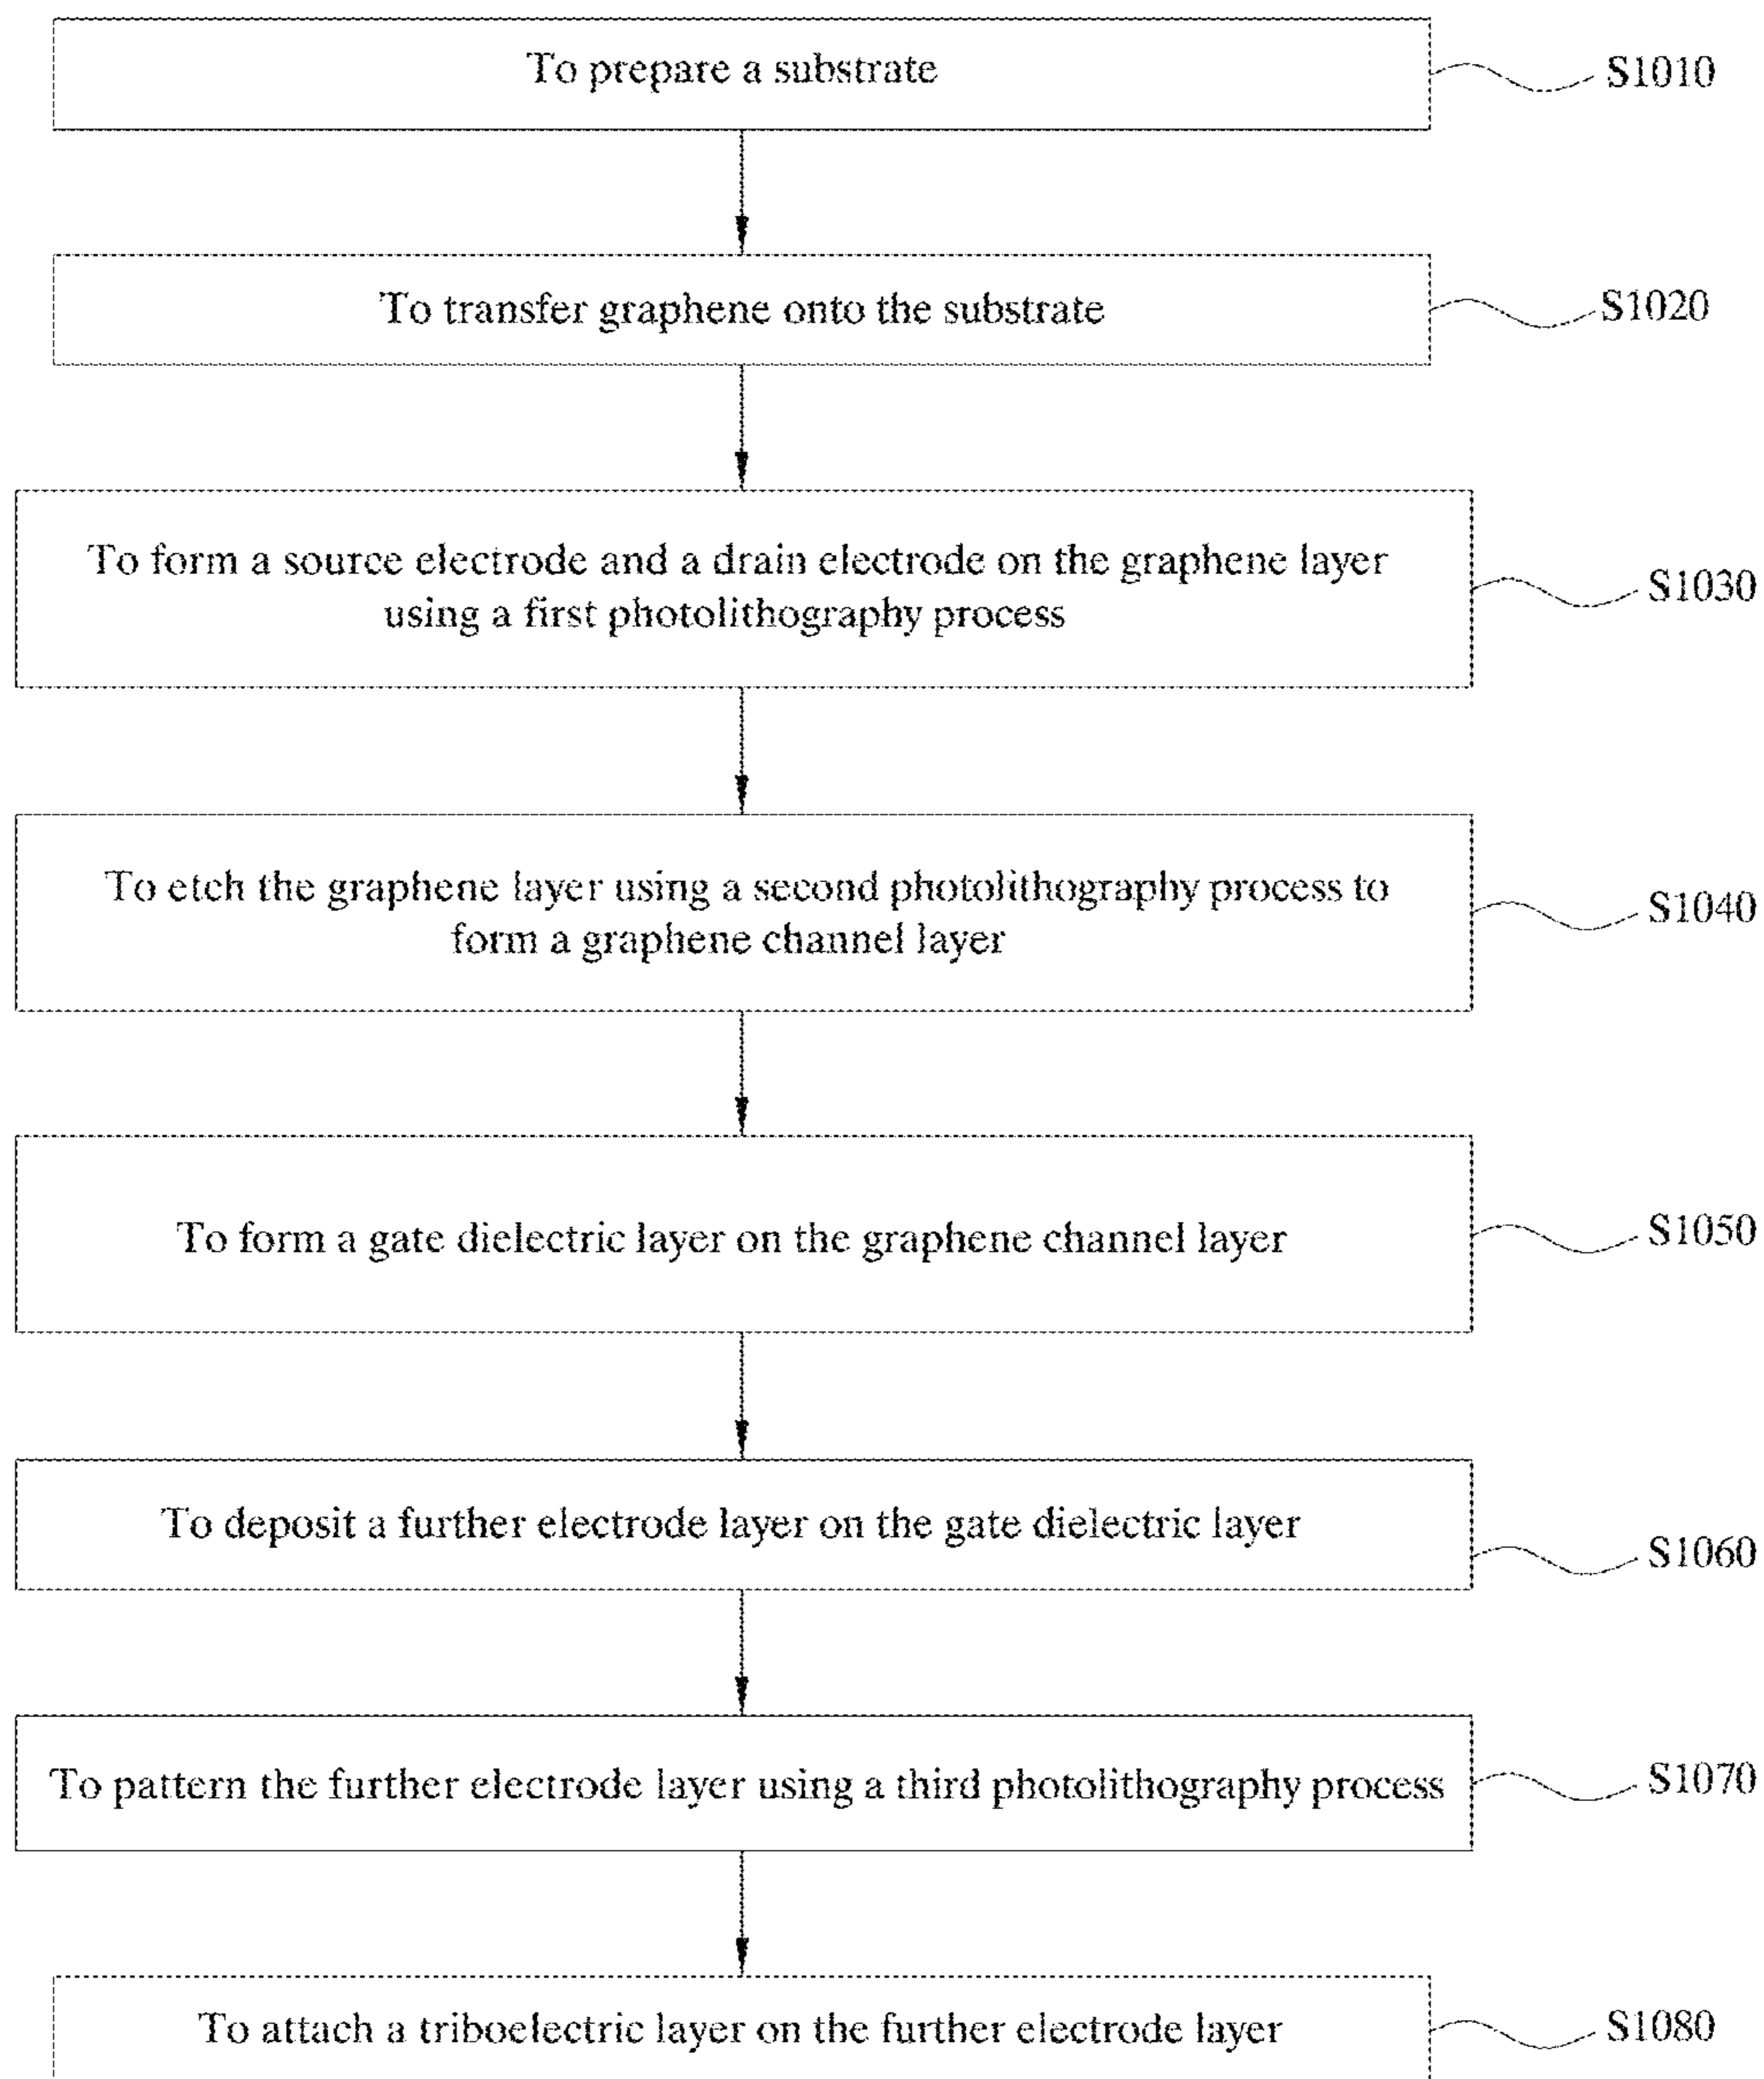 To prepare a substrate
S1010
To transfer graphene onto the substrate
S1020
To form a source electrode and a drain electrode on the graphene layer
using a first photolithography process
S1030
To etch the graphene layer using a second photolithography process to
form a graphene channel layer
S1040
To form a gate dielectric layer on the graphene channel layer
S1050
To deposit a further electrode layer on the gate dielectric layer
S1060
To pattern the further electrode layer using a third photolithography process
S1070
To attach a triboelectric layer on the further electrode layer
S1080